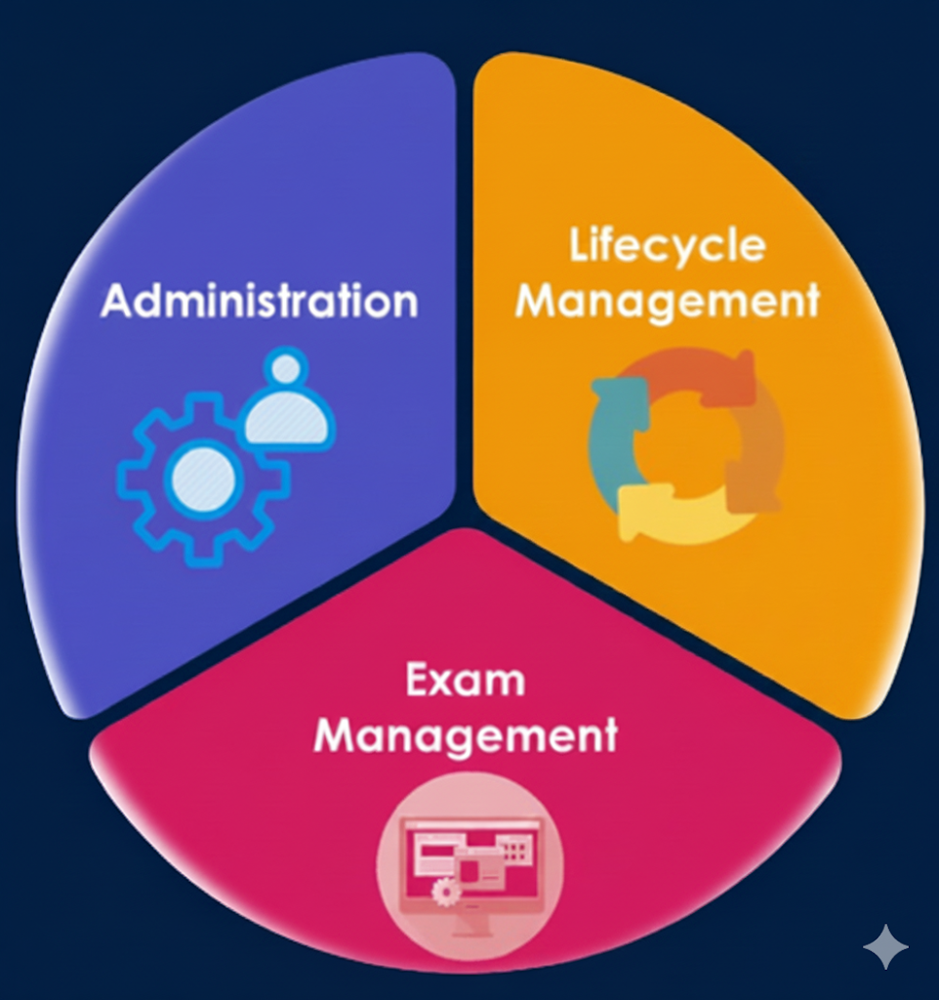 Administration
Lifecycle
Management
Exam
Management